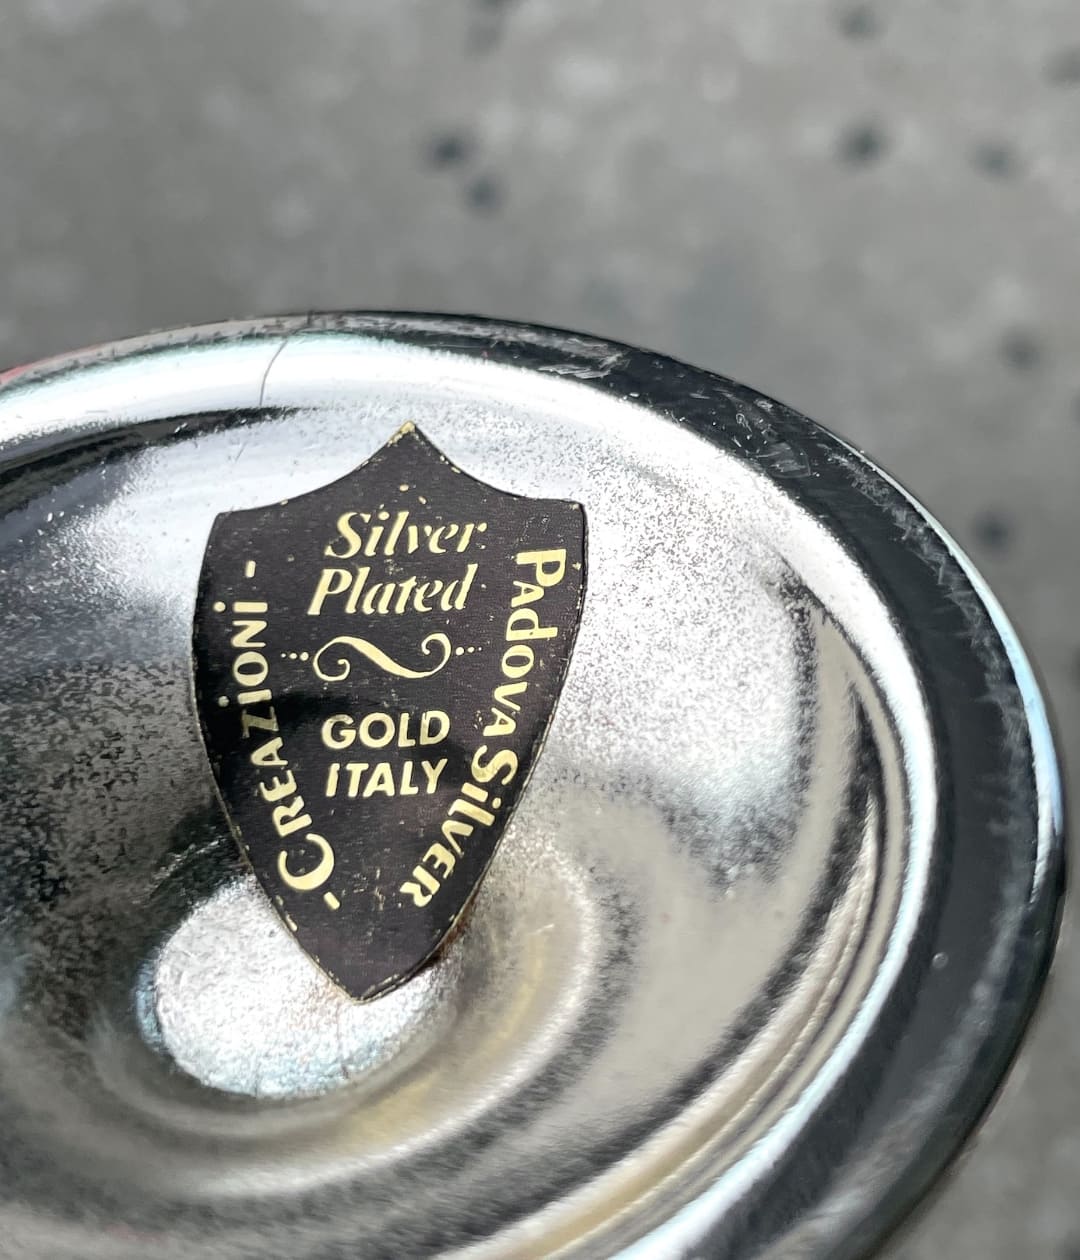 Silver
Plated
GOLD
ITALY
- CREAZiONi -
PAdovA SilvER